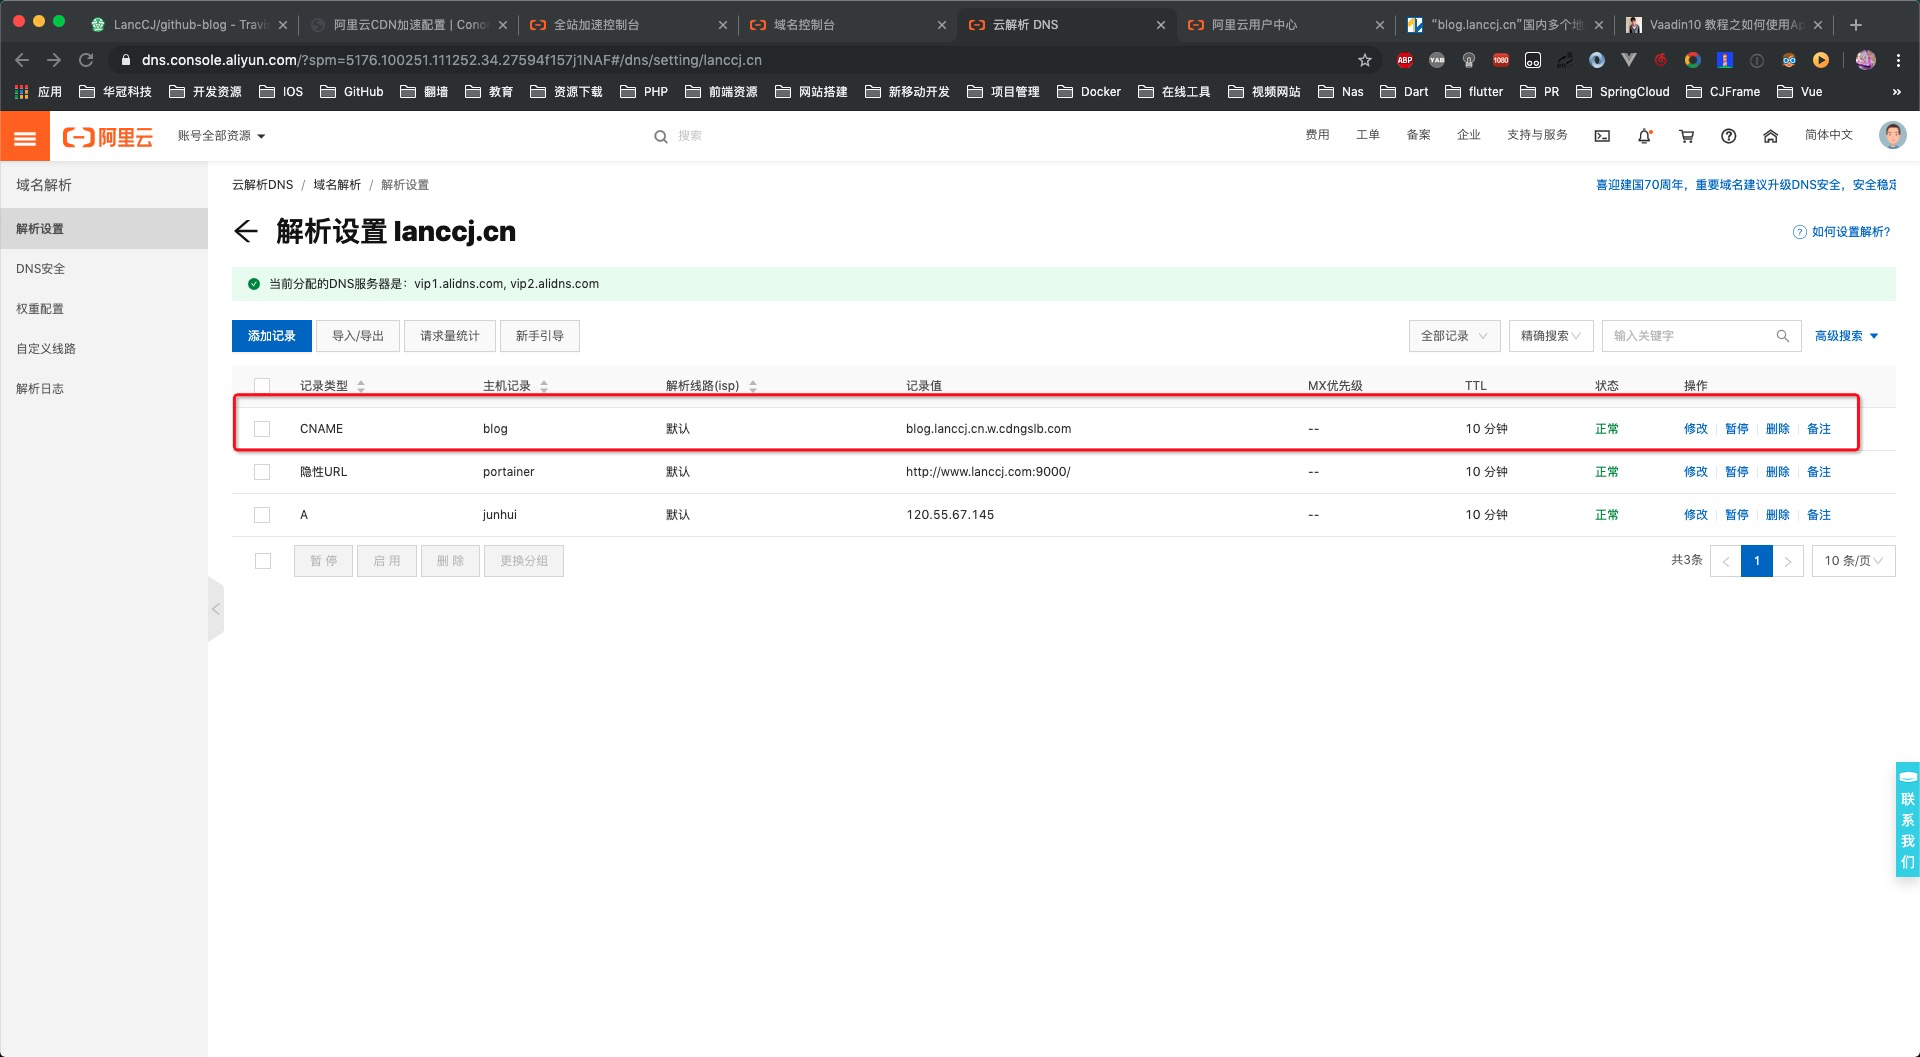 LancCJ/github-blog - Travi
阿里云CDN加速配置 | Cono
全站加速控制台
域名控制台
云解析 DNS
阿里云用户中心
“blog.lanccj.cn”国内多个地
Vaadin10 教程之如何使用Ap
dns.console.aliyun.com/?spm=5176.100251.111252.34.27594f157j1NAF#/dns/setting/lanccj.cn
ABP YAB 1080
应用 华冠科技 开发资源 IOS GitHub 翻墙 教育 资源下载 PHP 前端资源 网站搭建 新移动开发 项目管理 Docker 在线工具 视频网站 Nas Dart flutter PR SpringCloud CJFrame Vue »
阿里云 账号全部资源 搜索 费用 工单 备案 企业 支持与服务 简体中文
域名解析
解析设置
DNS安全
权重配置
自定义线路
解析日志
云解析DNS / 域名解析 / 解析设置
喜迎建国70周年，重要域名建议升级DNS安全，安全稳定
解析设置 lanccj.cn
如何设置解析?
当前分配的DNS服务器是：vip1.alidns.com, vip2.alidns.com
添加记录 导入/导出 请求量统计 新手引导 全部记录 精确搜索 输入关键字 高级搜索
记录类型 主机记录 解析线路(isp) 记录值 MX优先级 TTL 状态 操作
CNAME blog 默认 blog.lanccj.cn.w.cdngslb.com -- 10 分钟 正常 修改 暂停 删除 备注
隐性URL portainer 默认 http://www.lanccj.com:9000/ -- 10 分钟 正常 修改 暂停 删除 备注
A junhui 默认 120.55.67.145 -- 10 分钟 正常 修改 暂停 删除 备注
暂 停 启 用 删 除 更换分组 共3条 < 1 > 10 条/页
联系我们